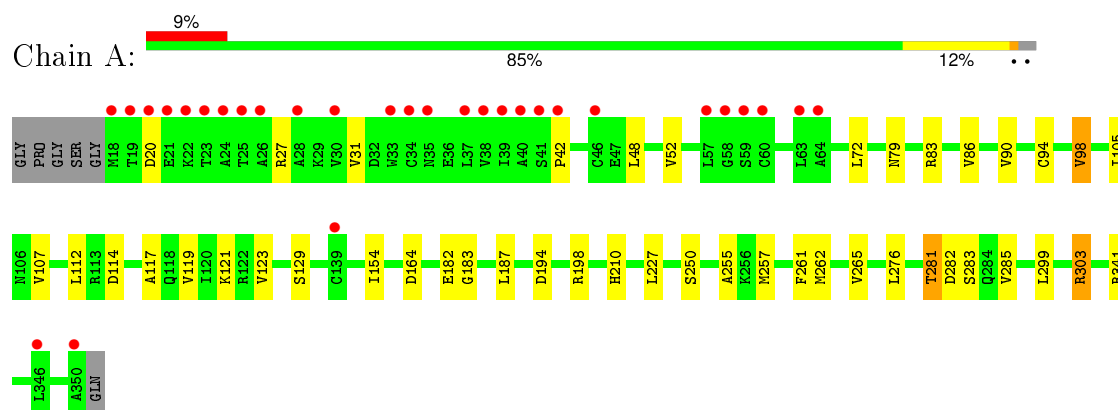 9%
Chain A:
85% 12% • •
GLY PRO GLY SER GLY M18 T19 D20 E21 K22 T23 A24 T25 A26 R27 A28 K29 V30 V31 D32 W33 C34 N35 E36 L37 V38 I39 A40 S41 P42 C46 E47 L48 V52 L57 G58 S59 C60 L63 A64 L72 N79 R83 V86 V90 C94 V98 I105
N106 V107 L112 R113 D114 A117 Q118 V119 I120 K121 R122 V123 S129 C139 I154 D164 E182 G183 L187 D194 R198 H210 L227 S250 A255 K256 M257 F261 M262 V265 L276 T281 D282 S283 Q284 V285 L299 R303
L346 A350 GLN